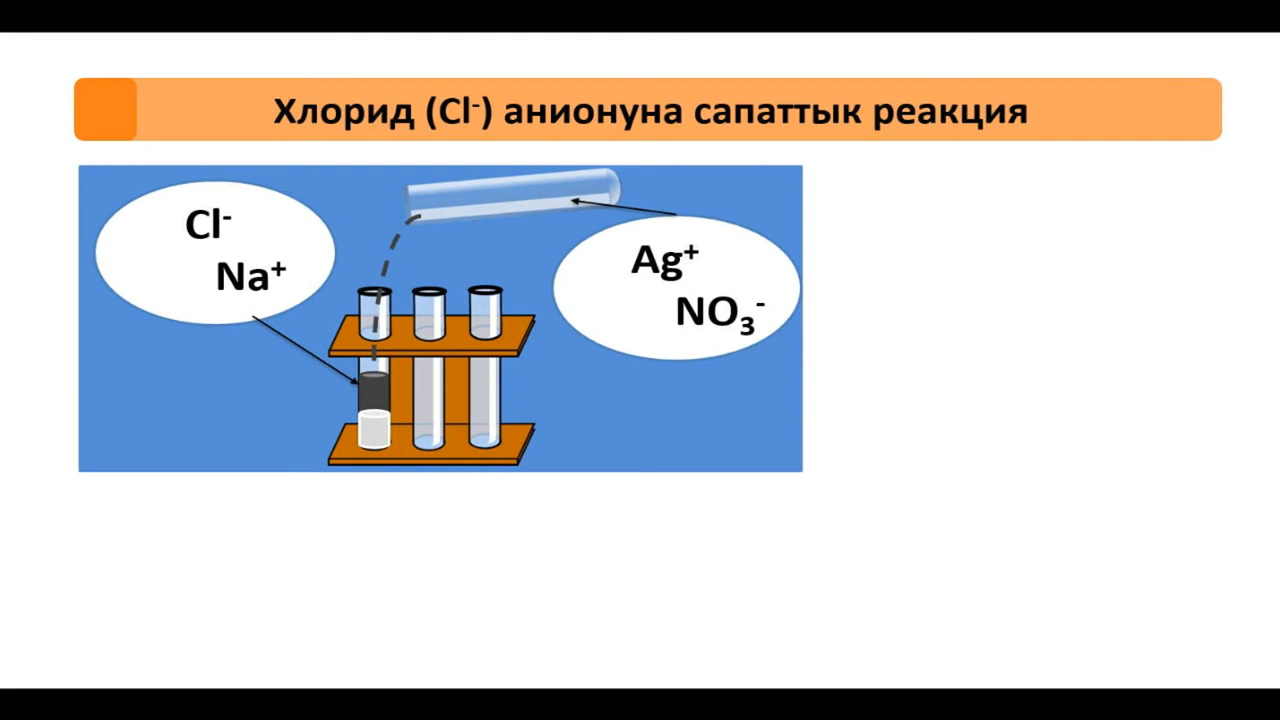 Хлорид (Cl⁻) анионуна сапаттык реакция
Cl⁻
Na⁺
Ag⁺
NO₃⁻